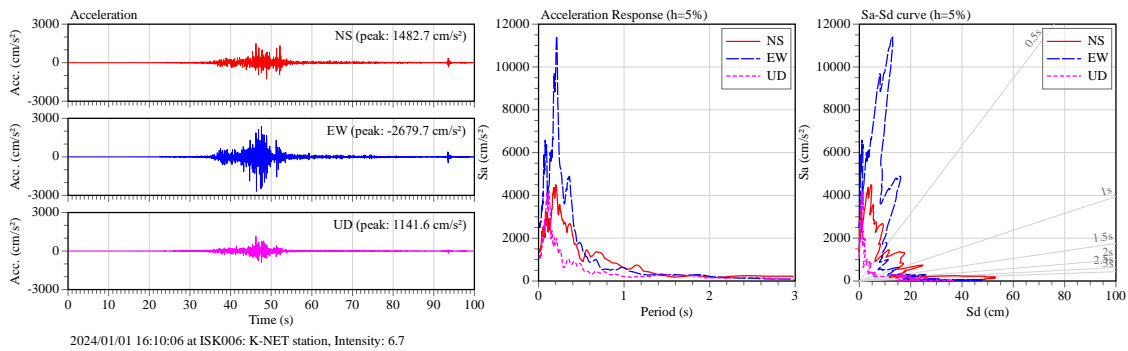 Acceleration
Acc. (cm/s²)
3000
0
-3000
NS (peak: 1482.7 cm/s²)
Acc. (cm/s²)
3000
0
-3000
EW (peak: -2679.7 cm/s²)
Acc. (cm/s²)
3000
0
-3000
UD (peak: 1141.6 cm/s²)
0 10 20 30 40 50 60 70 80 90 100
Time (s)
Acceleration Response (h=5%)
Sa (cm/s²)
12000
10000
8000
6000
4000
2000
0
NS
EW
UD
0 1 2 3
Period (s)
Sa-Sd curve (h=5%)
Sa (cm/s²)
12000
10000
8000
6000
4000
2000
0
0.5s
NS
EW
UD
1s
1.5s
2s
0 20 40 60 80 100
Sd (cm)
2024/01/01 16:10:06 at ISK006: K-NET station, Intensity: 6.7